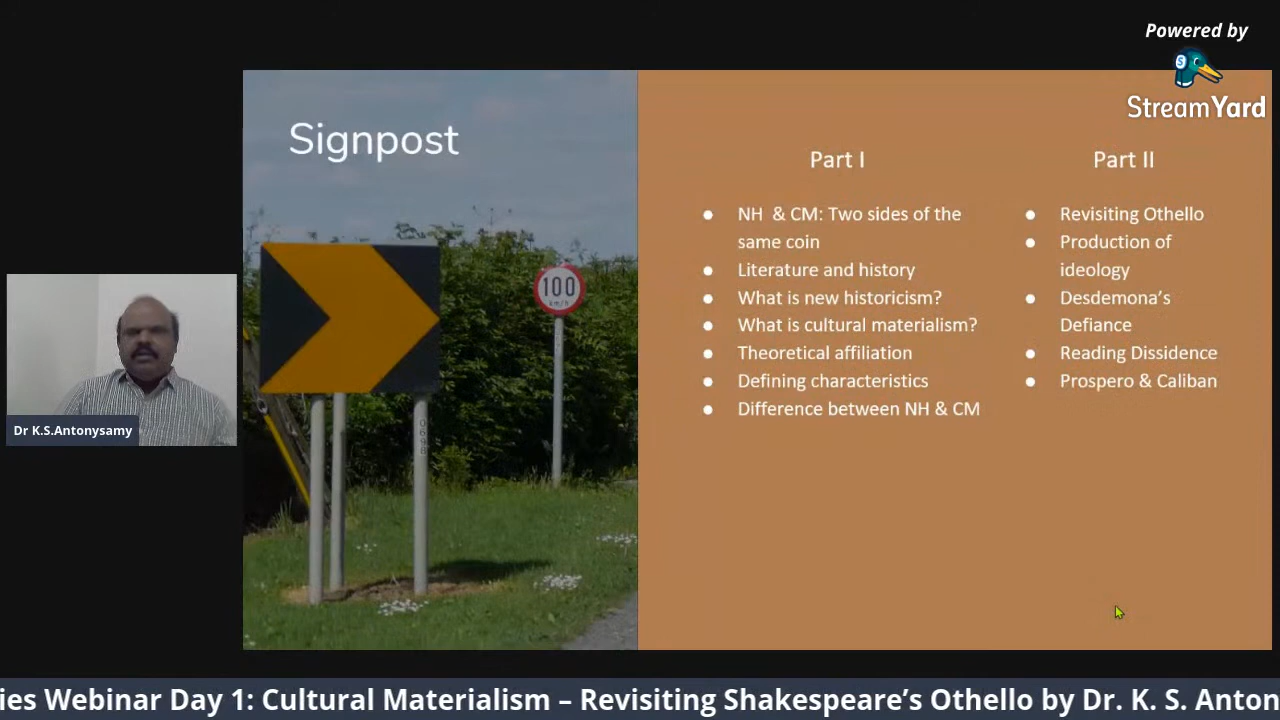 Powered by
StreamYard
Signpost
100
km/h
Part I
NH & CM: Two sides of the
same coin
Literature and history
What is new historicism?
What is cultural materialism?
Theoretical affiliation
Defining characteristics
Difference between NH & CM
Part II
Revisiting Othello
Production of
ideology
Desdemona's
Defiance
Reading Dissidence
Prospero & Caliban
Dr K.S.Antonysamy
ies Webinar Day 1: Cultural Materialism – Revisiting Shakespeare's Othello by Dr. K. S. Anton